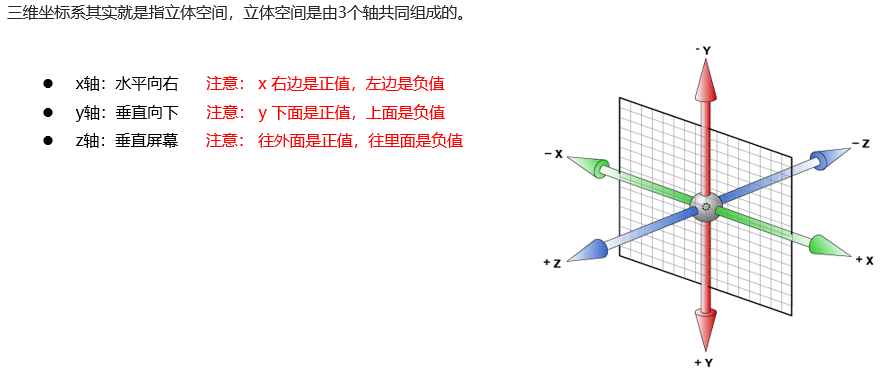 三维坐标系其实就是指立体空间，立体空间是由3个轴共同组成的。
● x轴：水平向右 注意： x 右边是正值，左边是负值
● y轴：垂直向下 注意： y 下面是正值，上面是负值
● z轴：垂直屏幕 注意： 往外面是正值，往里面是负值
- Y
- X
- Z
+ Z
+ X
+ Y